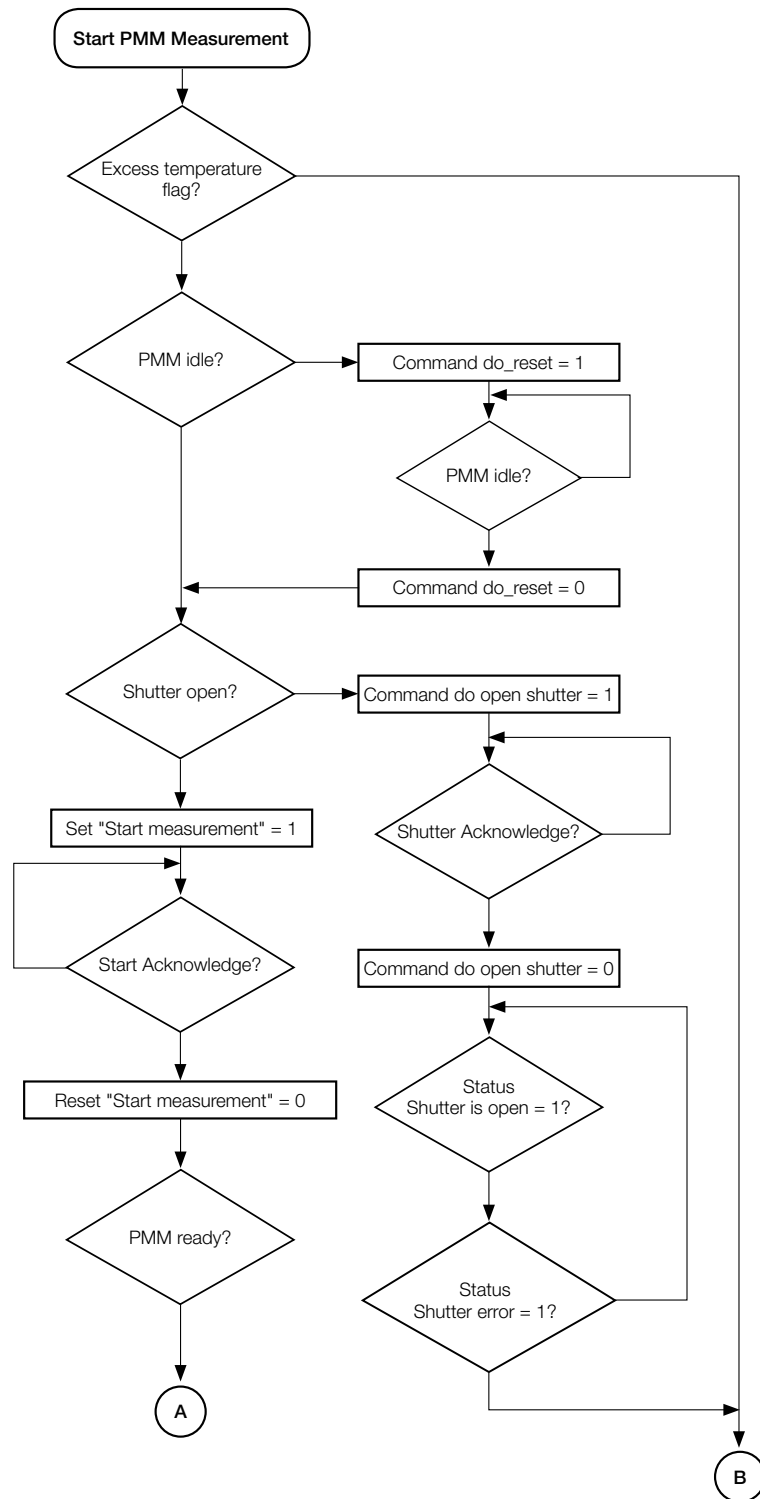 Start PMM Measurement
Excess temperature
flag?
PMM idle?
Command do_reset = 1
PMM idle?
Command do_reset = 0
Shutter open?
Command do open shutter = 1
Set "Start measurement" = 1
Shutter Acknowledge?
Start Acknowledge?
Command do open shutter = 0
Reset "Start measurement" = 0
Status
Shutter is open = 1?
PMM ready?
Status
Shutter error = 1?
A
B